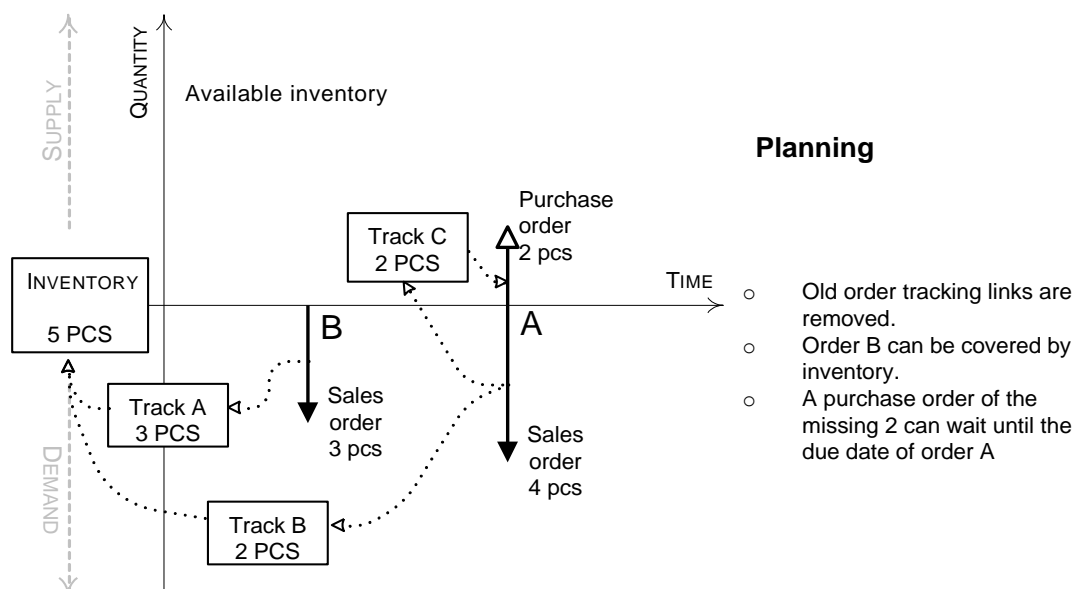 SUPPLY
QUANTITY
Available inventory
Planning
Purchase
order
2 pcs
Track C
2 PCS
INVENTORY
5 PCS
TIME
B
A
○ Old order tracking links are
removed.
○ Order B can be covered by
inventory.
○ A purchase order of the
missing 2 can wait until the
due date of order A
Track A
3 PCS
Sales
order
3 pcs
Sales
order
4 pcs
DEMAND
Track B
2 PCS